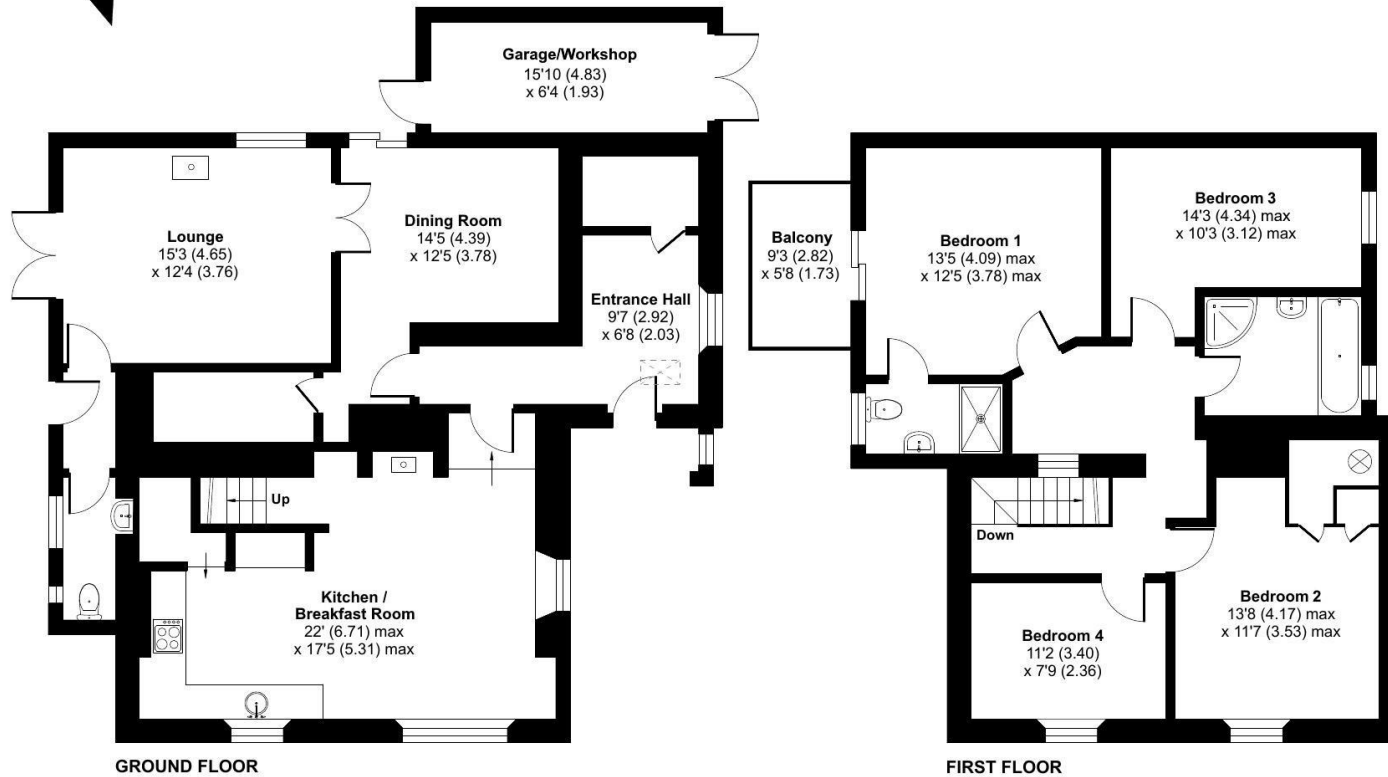 Garage/Workshop
15'10 (4.83)
x 6'4 (1.93)
Lounge
15'3 (4.65)
x 12'4 (3.76)
Dining Room
14'5 (4.39)
x 12'5 (3.78)
Entrance Hall
9'7 (2.92)
x 6'8 (2.03)
Up
Kitchen /
Breakfast Room
22' (6.71) max
x 17'5 (5.31) max
GROUND FLOOR
Balcony
9'3 (2.82)
x 5'8 (1.73)
Bedroom 1
13'5 (4.09) max
x 12'5 (3.78) max
Bedroom 3
14'3 (4.34) max
x 10'3 (3.12) max
Down
Bedroom 2
13'8 (4.17) max
x 11'7 (3.53) max
Bedroom 4
11'2 (3.40)
x 7'9 (2.36)
FIRST FLOOR